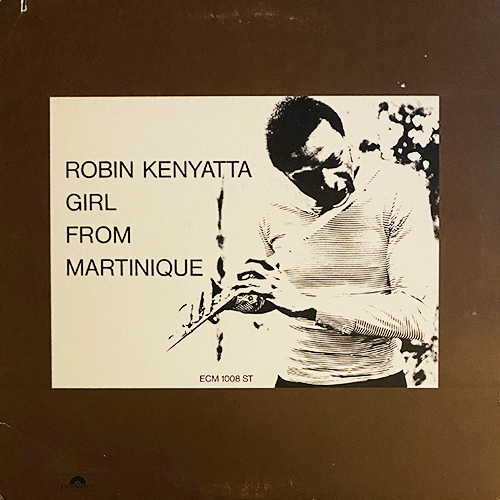 ROBIN KENYATTA
GIRL
FROM
MARTINIQUE
ECM 1008 ST